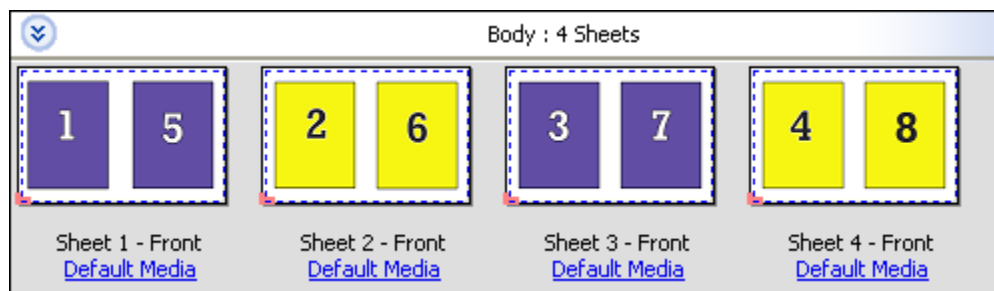 Body : 4 Sheets
1 5 2 6 3 7 4 8
Sheet 1 - Front Sheet 2 - Front Sheet 3 - Front Sheet 4 - Front
Default Media Default Media Default Media Default Media